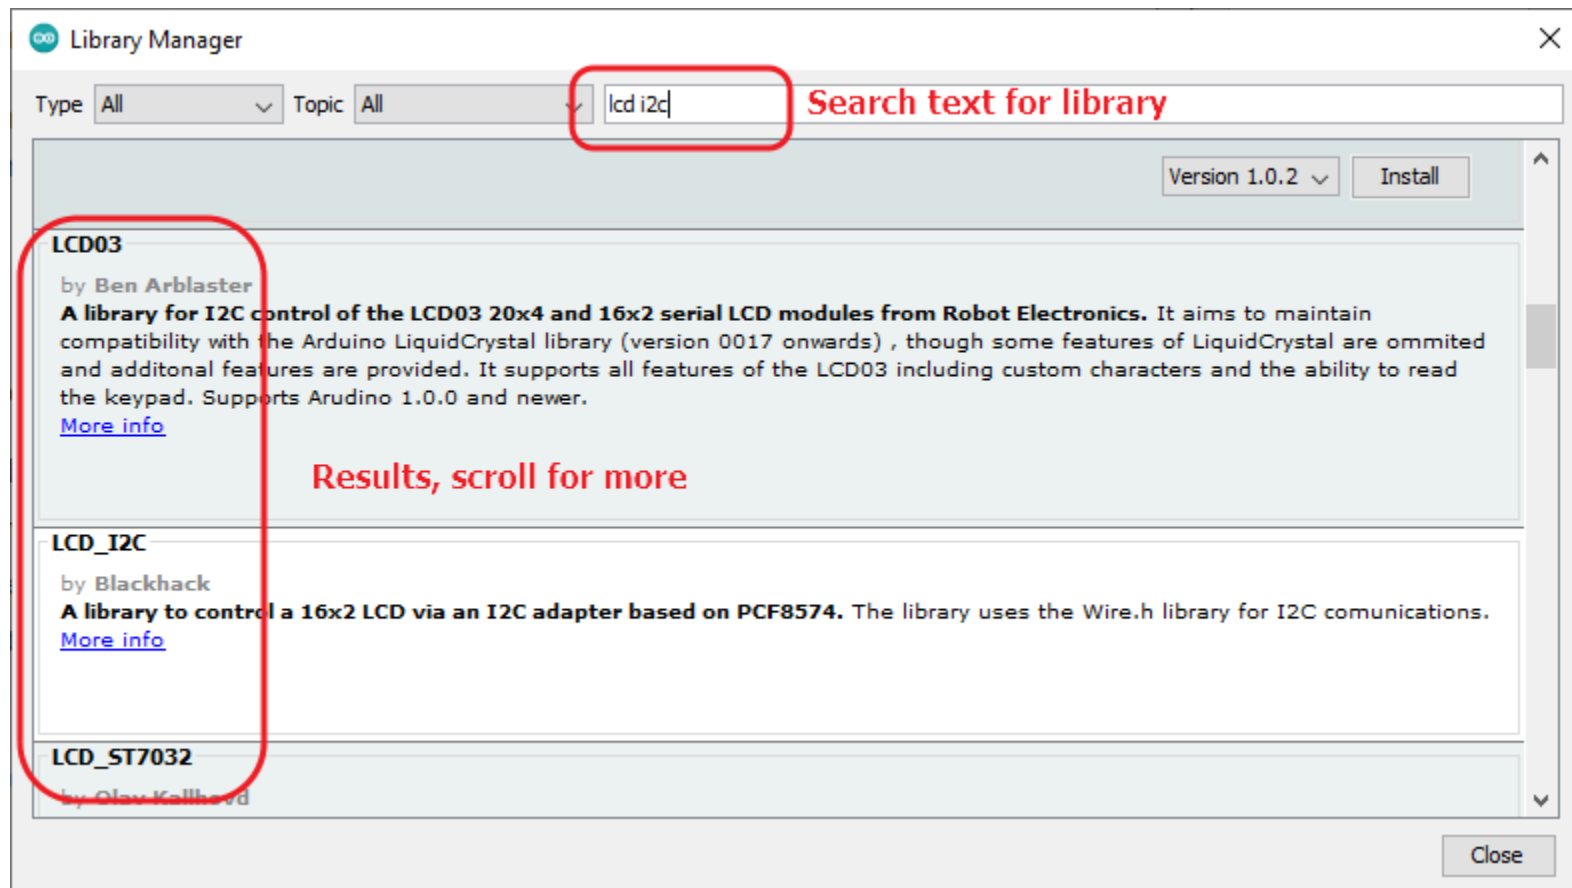 Library Manager
Type All Topic All lcd i2c Search text for library
Version 1.0.2 Install
LCD03
by Ben Arblaster
A library for I2C control of the LCD03 20x4 and 16x2 serial LCD modules from Robot Electronics. It aims to maintain
compatibility with the Arduino LiquidCrystal library (version 0017 onwards) , though some features of LiquidCrystal are ommited
and additonal features are provided. It supports all features of the LCD03 including custom characters and the ability to read
the keypad. Supports Arudino 1.0.0 and newer.
More info
Results, scroll for more
LCD_I2C
by Blackhack
A library to control a 16x2 LCD via an I2C adapter based on PCF8574. The library uses the Wire.h library for I2C comunications.
More info
LCD_ST7032
by Olav Kallhovd
Close